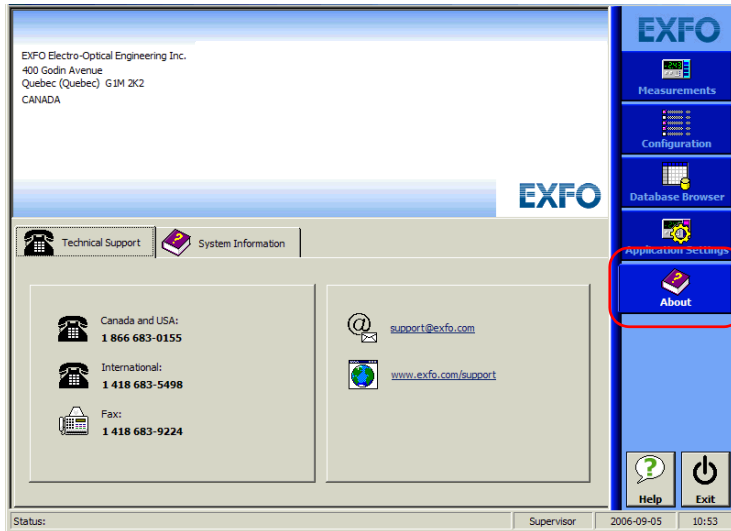 EXFO Electro-Optical Engineering Inc.
400 Godin Avenue
Quebec (Quebec) G1M 2K2
CANADA
EXFO
Technical Support
System Information
Canada and USA:
1 866 683-0155
International:
1 418 683-5498
Fax:
1 418 683-9224
support@exfo.com
www.exfo.com/support
EXFO
Measurements
Configuration
Database Browser
Application Settings
About
Help
Exit
Status:
Supervisor
2006-09-05
10:53